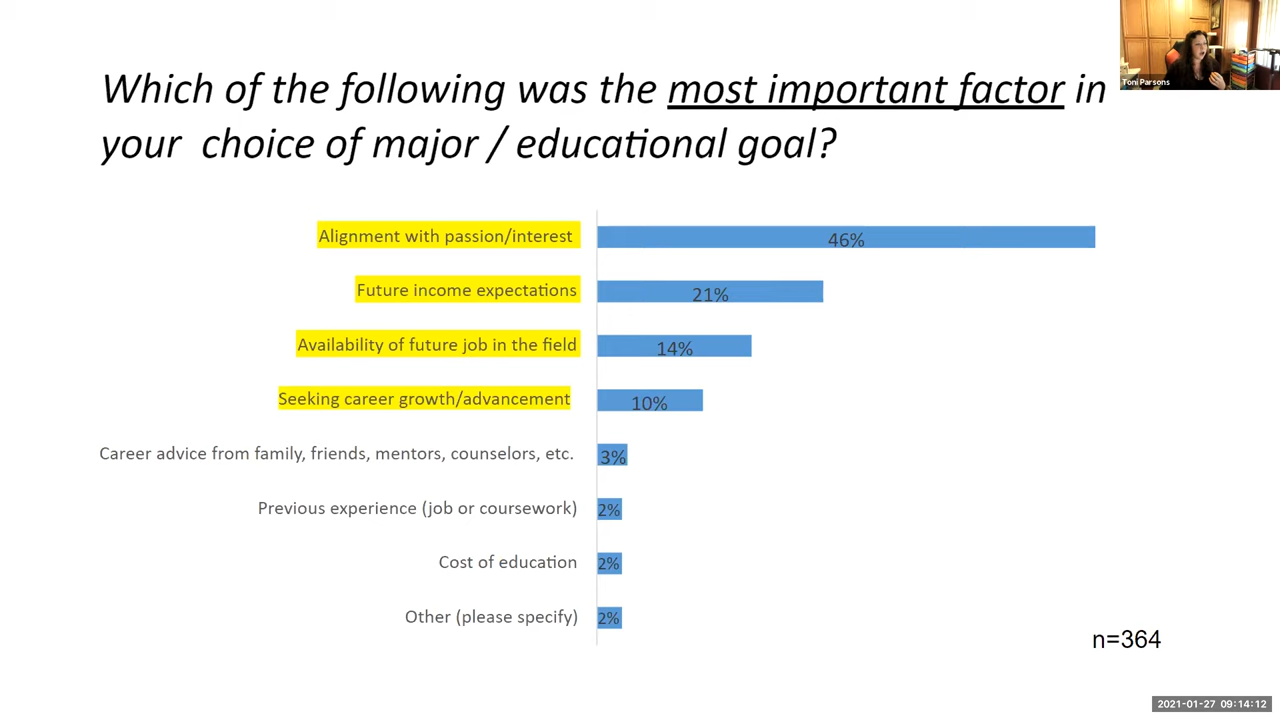 Toni Parsons
Which of the following was the most important factor in
your choice of major / educational goal?
Alignment with passion/interest 46%
Future income expectations 21%
Availability of future job in the field 14%
Seeking career growth/advancement 10%
Career advice from family, friends, mentors, counselors, etc. 3%
Previous experience (job or coursework) 2%
Cost of education 2%
Other (please specify) 2%
n=364
2021-01-27 09:14:12